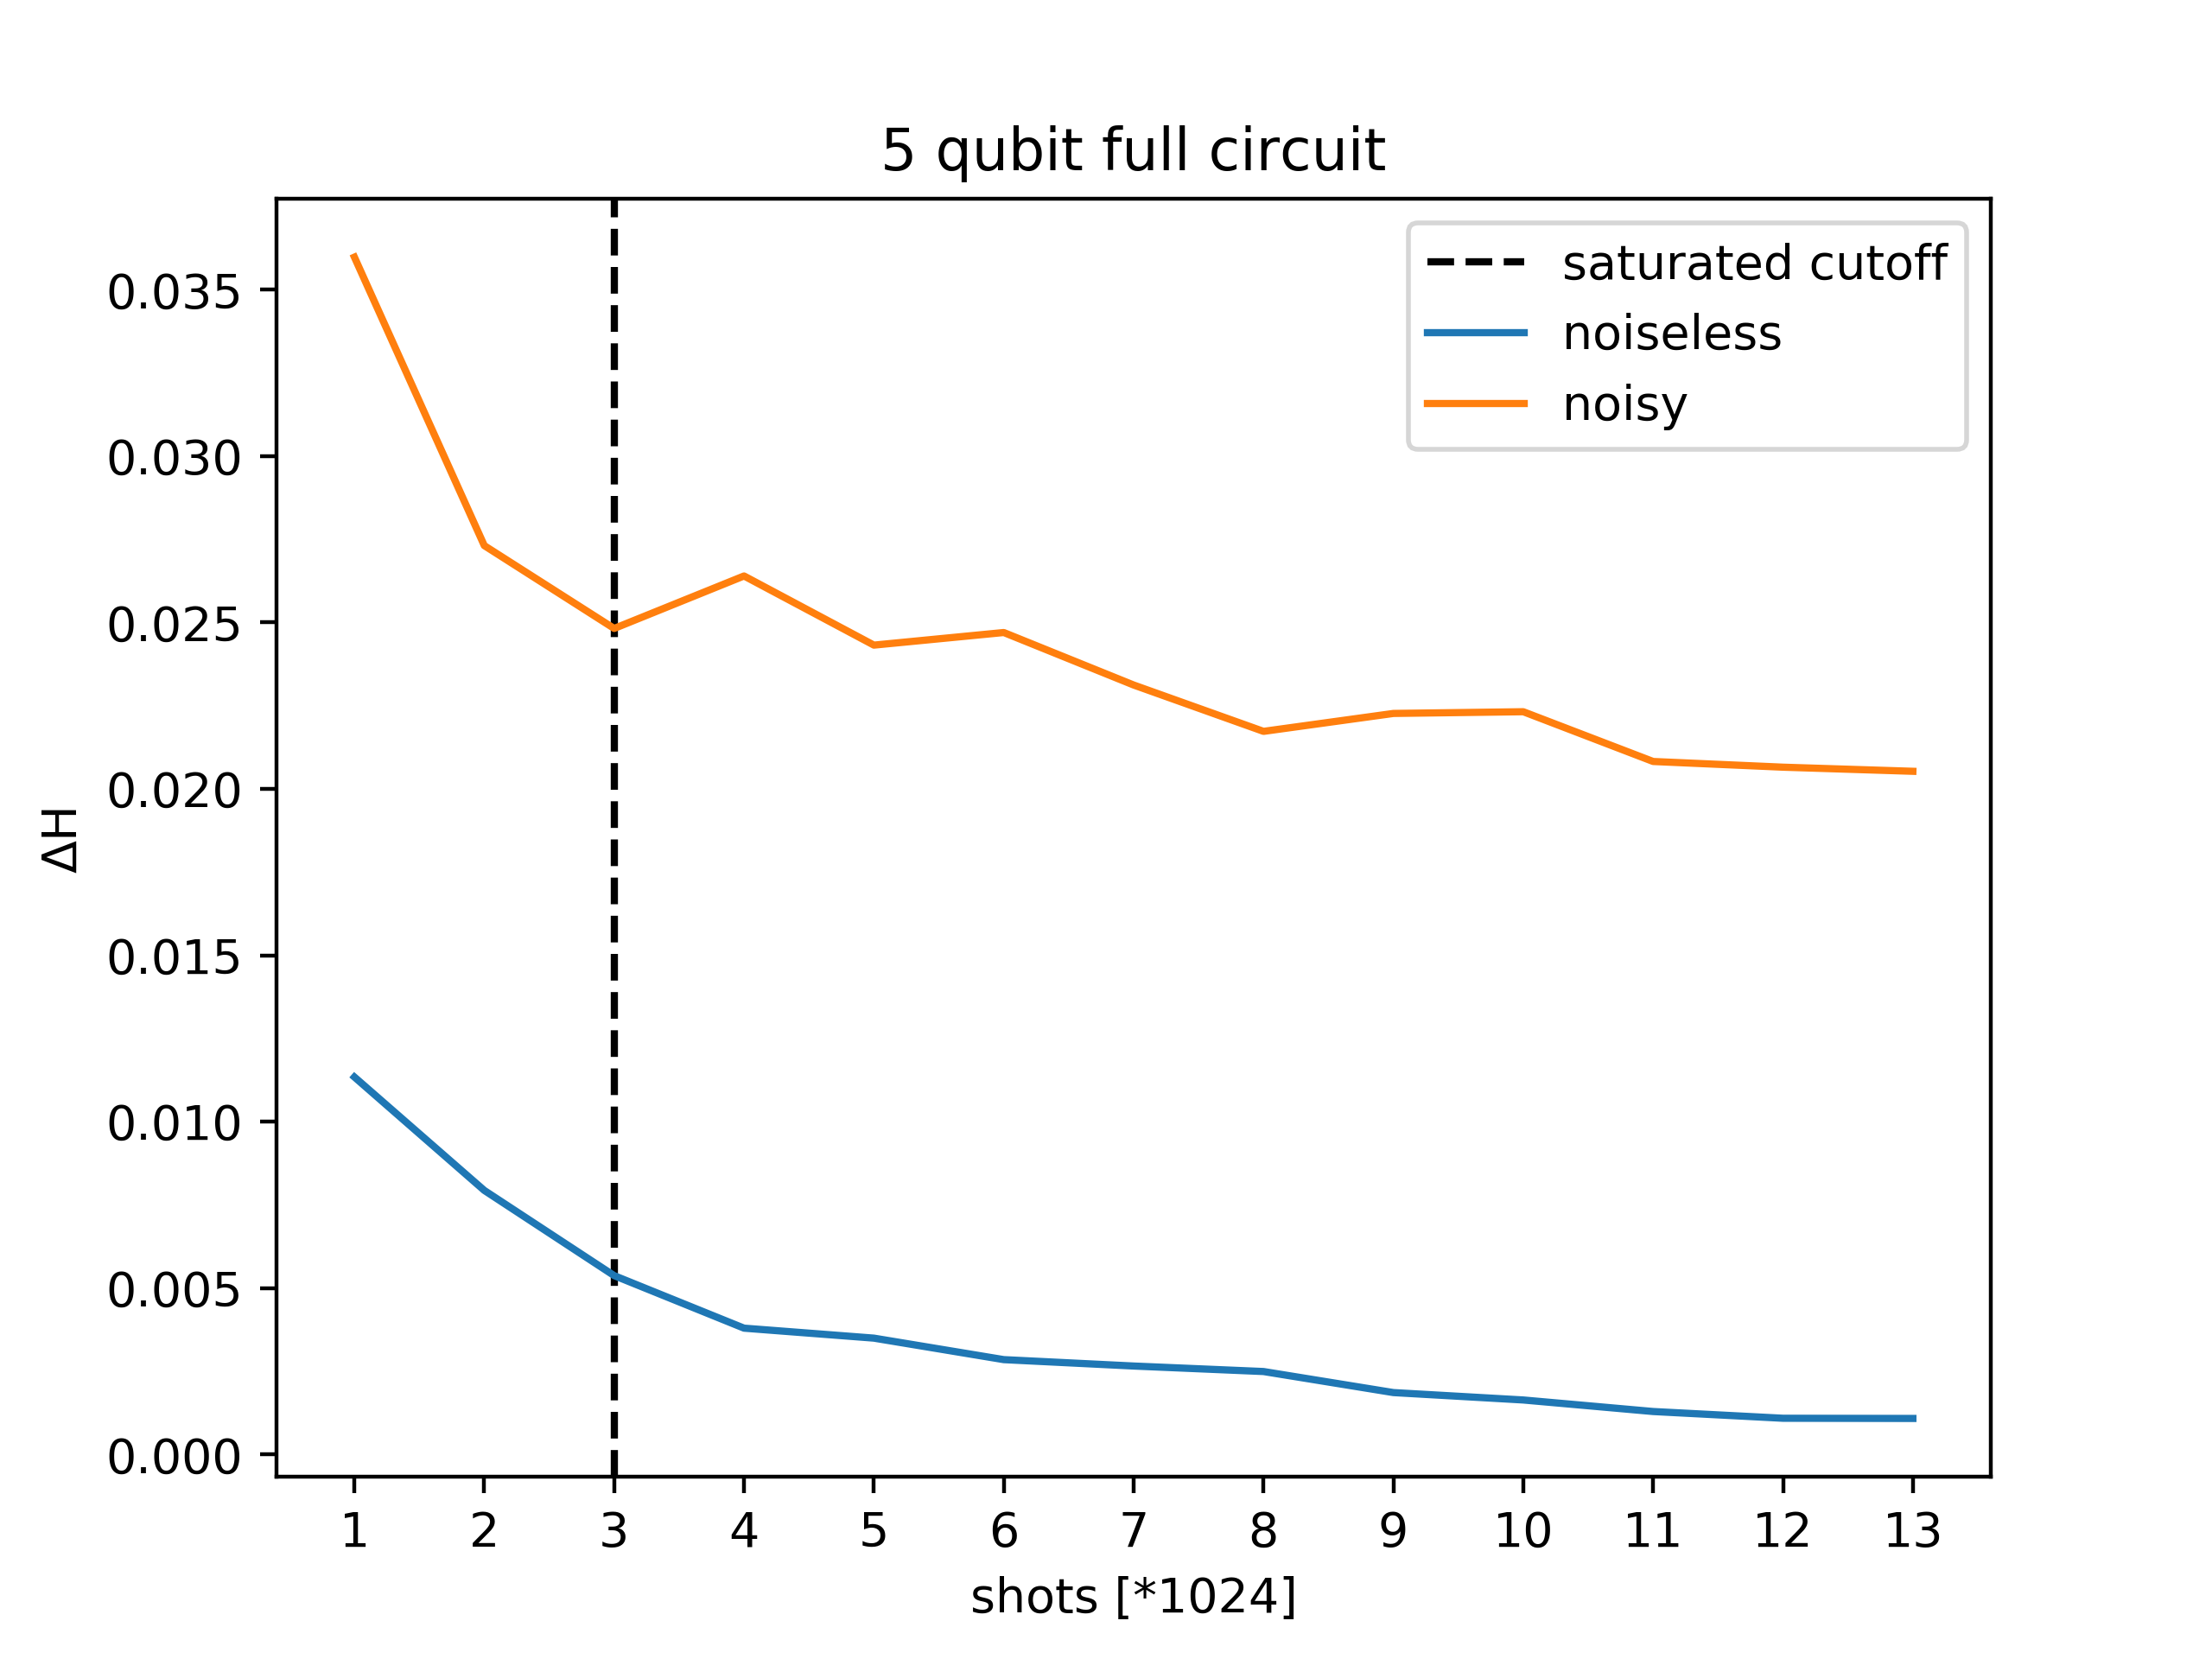 5 qubit full circuit
saturated cutoff
noiseless
noisy
0.035
0.030
0.025
0.020
0.015
0.010
0.005
0.000
ΔH
1 2 3 4 5 6 7 8 9 10 11 12 13
shots [*1024]